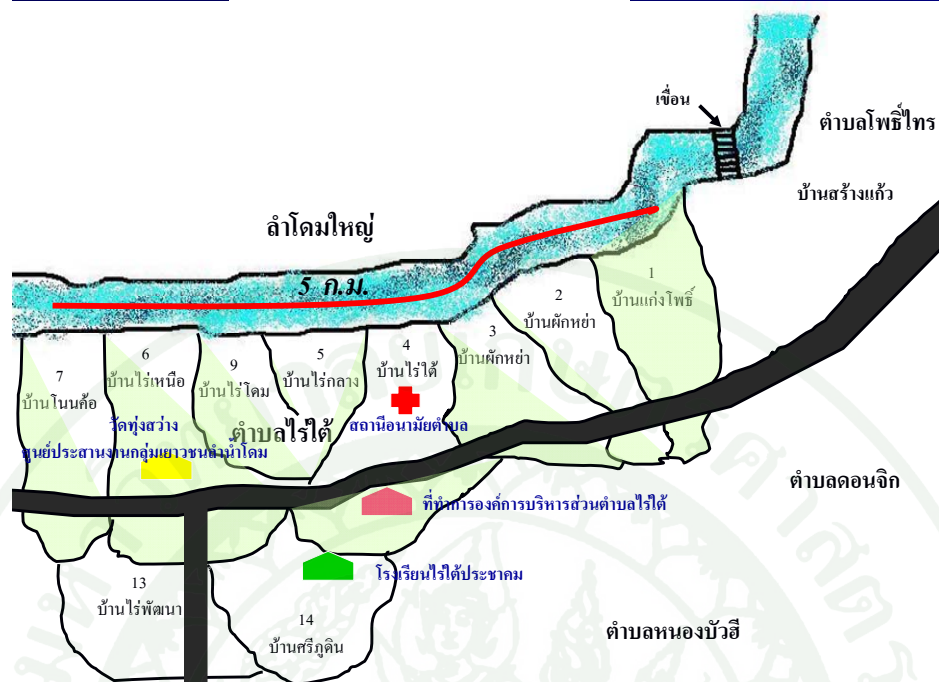 เขื่อน
ตำบลโพธิ์ไทร
บ้านสร้างแก้ว
ลำโดมใหญ่
5 ก.ม.
1
บ้านแก่งโพธิ์
2
บ้านผักหย่า
3
บ้านผักหย่า
4
บ้านไร่ใต้
5
บ้านไร่กลาง
9
บ้านไร่โดม
6
บ้านไร่เหนือ
7
บ้านโนนค้อ
วัดทุ่งสว่าง
ศูนย์ประสานงานกลุ่มเยาวชนลำน้ำโดม
ตำบลไร่ใต้
สถานีอนามัยตำบล
ตำบลดอนจิก
ที่ทำการองค์การบริหารส่วนตำบลไร่ใต้
โรงเรียนไร่ใต้ประชาคม
13
บ้านไร่พัฒนา
14
บ้านศรีภูดิน
ตำบลหนองบัวฮี